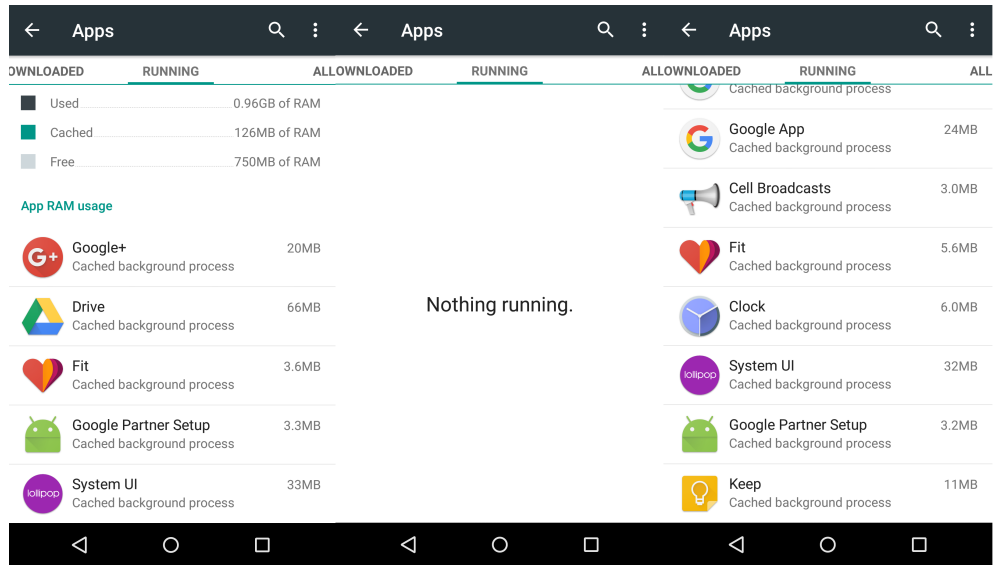 Apps
OWNLOADED RUNNING ALL
Used 0.96GB of RAM
Cached 126MB of RAM
Free 750MB of RAM
App RAM usage
G+
Google+ 20MB
Cached background process
Drive 66MB
Cached background process
Fit 3.6MB
Cached background process
Google Partner Setup 3.3MB
Cached background process
lollipop
System UI 33MB
Cached background process
Apps
OWNLOADED RUNNING ALL
Nothing running.
Apps
OWNLOADED RUNNING ALL
Cached background process
G
Google App 24MB
Cached background process
Cell Broadcasts 3.0MB
Cached background process
Fit 5.6MB
Cached background process
Clock 6.0MB
Cached background process
lollipop
System UI 32MB
Cached background process
Google Partner Setup 3.2MB
Cached background process
Keep 11MB
Cached background process